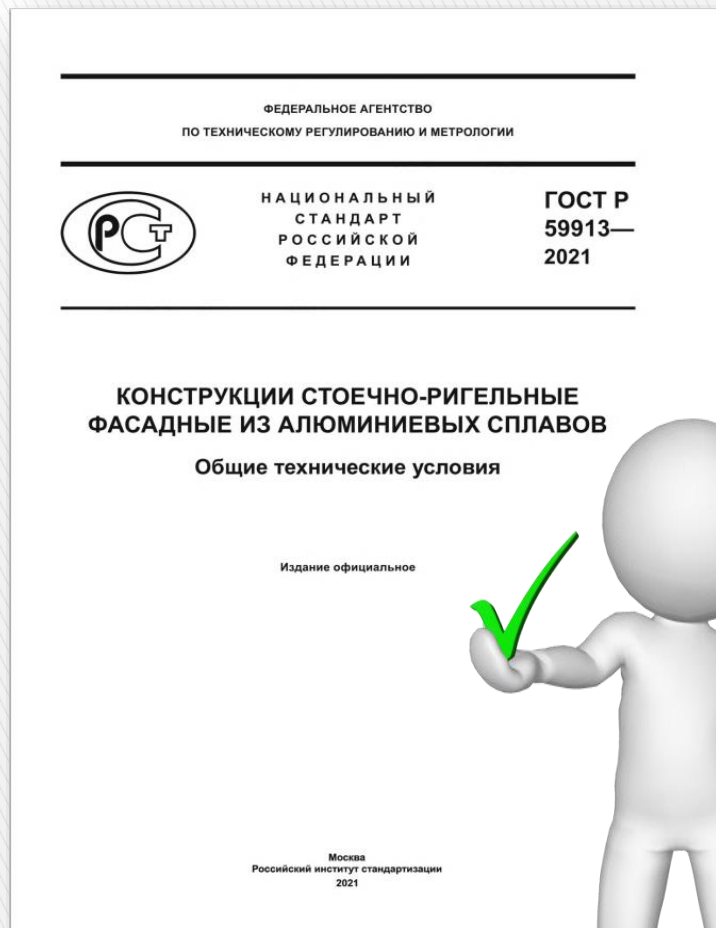 ФЕДЕРАЛЬНОЕ АГЕНТСТВО
ПО ТЕХНИЧЕСКОМУ РЕГУЛИРОВАНИЮ И МЕТРОЛОГИИ
РСТ
НАЦИОНАЛЬНЫЙ
СТАНДАРТ
РОССИЙСКОЙ
ФЕДЕРАЦИИ
ГОСТ Р
59913—
2021
КОНСТРУКЦИИ СТОЕЧНО-РИГЕЛЬНЫЕ
ФАСАДНЫЕ ИЗ АЛЮМИНИЕВЫХ СПЛАВОВ
Общие технические условия
Издание официальное
Москва
Российский институт стандартизации
2021